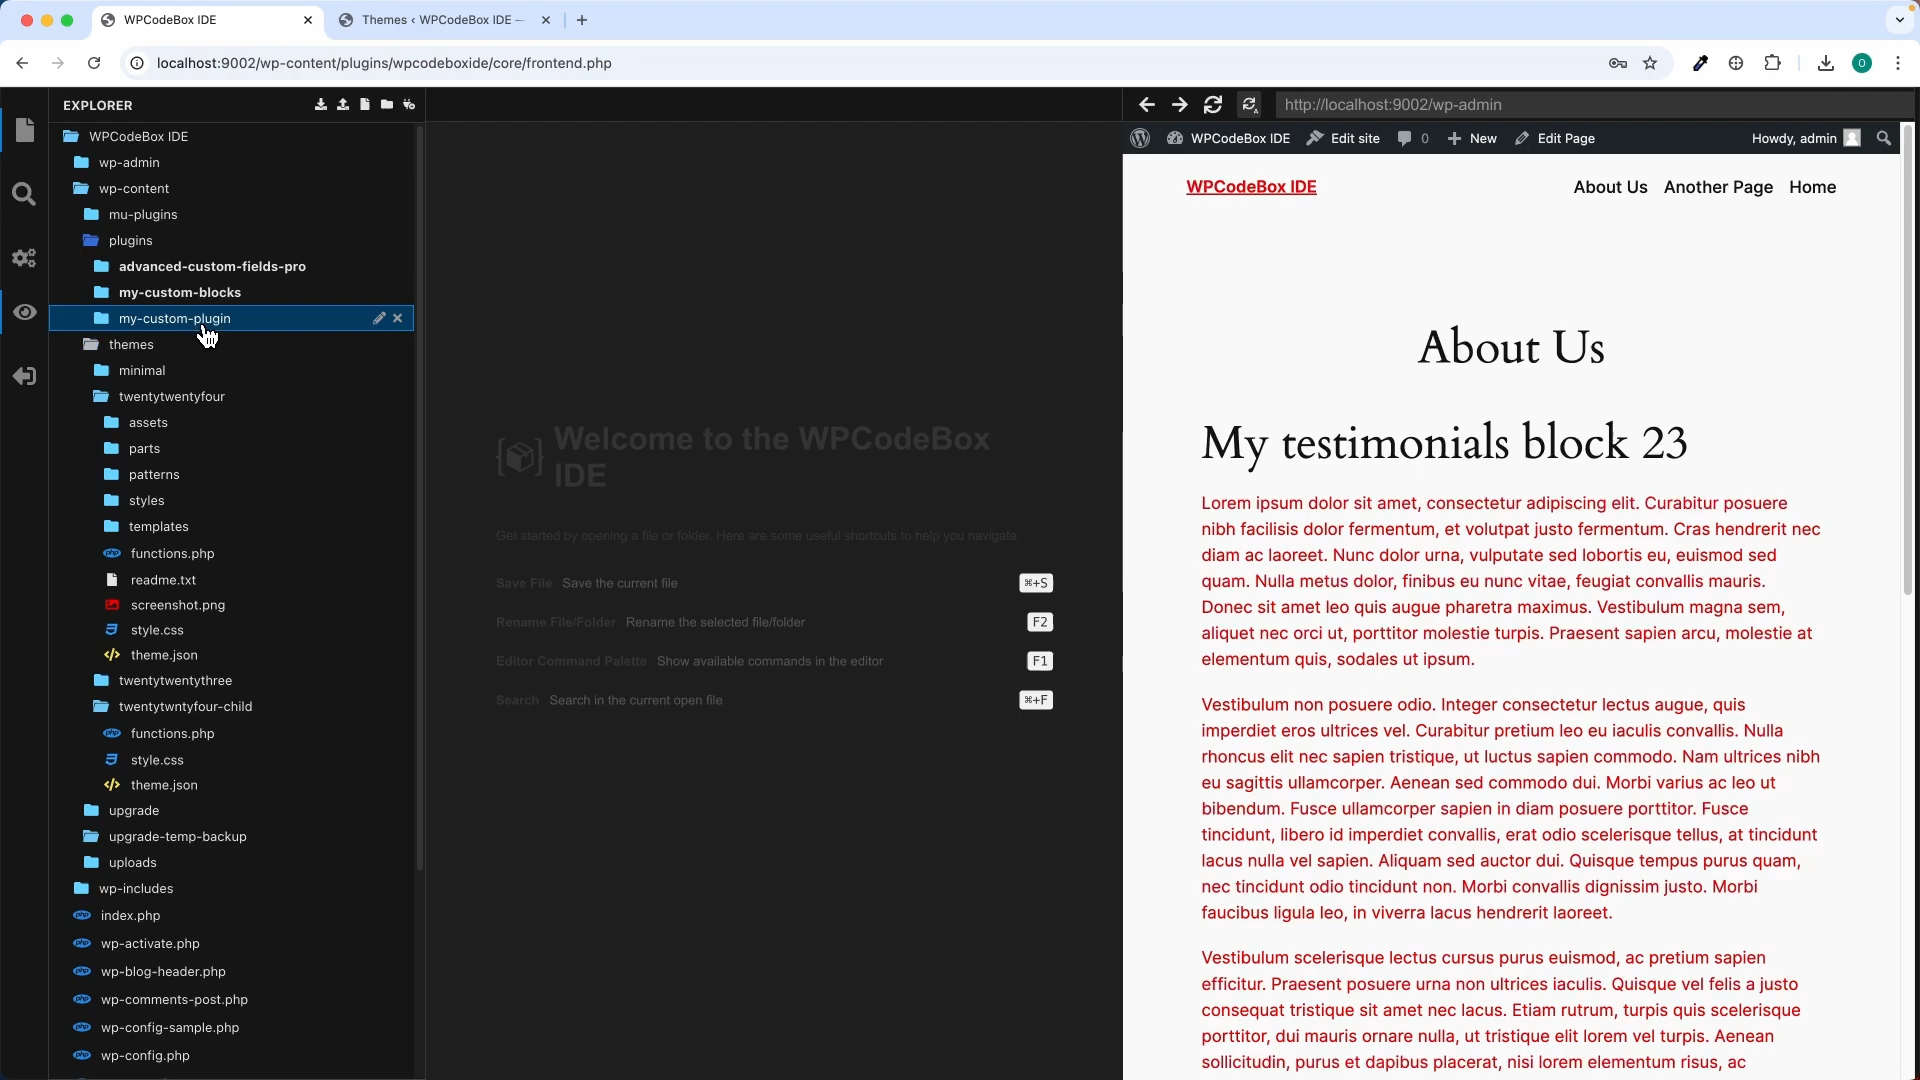 WPCodeBox IDE
Themes ‹ WPCodeBox IDE —
localhost:9002/wp-content/plugins/wpcodeboxide/core/frontend.php
O
EXPLORER
WPCodeBox IDE
wp-admin
wp-content
mu-plugins
plugins
advanced-custom-fields-pro
my-custom-blocks
my-custom-plugin
themes
minimal
twentytwentyfour
assets
parts
patterns
styles
templates
functions.php
readme.txt
screenshot.png
style.css
theme.json
twentytwentythree
twentytwntyfour-child
functions.php
style.css
theme.json
upgrade
upgrade-temp-backup
uploads
wp-includes
index.php
wp-activate.php
wp-blog-header.php
wp-comments-post.php
wp-config-sample.php
wp-config.php
Welcome to the WPCodeBox
IDE
Get started by opening a file or folder. Here are some useful shortcuts to help you navigate:
Save File Save the current file ⌘+S
Rename File/Folder Rename the selected file/folder F2
Editor Command Palette Show available commands in the editor F1
Search Search in the current open file ⌘+F
http://localhost:9002/wp-admin
WPCodeBox IDE Edit site 0 New Edit Page Howdy, admin
WPCodeBox IDE About Us Another Page Home
About Us
My testimonials block 23
Lorem ipsum dolor sit amet, consectetur adipiscing elit. Curabitur posuere
nibh facilisis dolor fermentum, et volutpat justo fermentum. Cras hendrerit nec
diam ac laoreet. Nunc dolor urna, vulputate sed lobortis eu, euismod sed
quam. Nulla metus dolor, finibus eu nunc vitae, feugiat convallis mauris.
Donec sit amet leo quis augue pharetra maximus. Vestibulum magna sem,
aliquet nec orci ut, porttitor molestie turpis. Praesent sapien arcu, molestie at
elementum quis, sodales ut ipsum.
Vestibulum non posuere odio. Integer consectetur lectus augue, quis
imperdiet eros ultrices vel. Curabitur pretium leo eu iaculis convallis. Nulla
rhoncus elit nec sapien tristique, ut luctus sapien commodo. Nam ultrices nibh
eu sagittis ullamcorper. Aenean sed commodo dui. Morbi varius ac leo ut
bibendum. Fusce ullamcorper sapien in diam posuere porttitor. Fusce
tincidunt, libero id imperdiet convallis, erat odio scelerisque tellus, at tincidunt
lacus nulla vel sapien. Aliquam sed auctor dui. Quisque tempus purus quam,
nec tincidunt odio tincidunt non. Morbi convallis dignissim justo. Morbi
faucibus ligula leo, in viverra lacus hendrerit laoreet.
Vestibulum scelerisque lectus cursus purus euismod, ac pretium sapien
efficitur. Praesent posuere urna non ultrices iaculis. Quisque vel felis a justo
consequat tristique sit amet nec lacus. Etiam rutrum, turpis quis scelerisque
porttitor, dui mauris ornare nulla, ut tristique elit lorem vel turpis. Aenean
sollicitudin, purus et dapibus placerat, nisi lorem elementum risus, ac